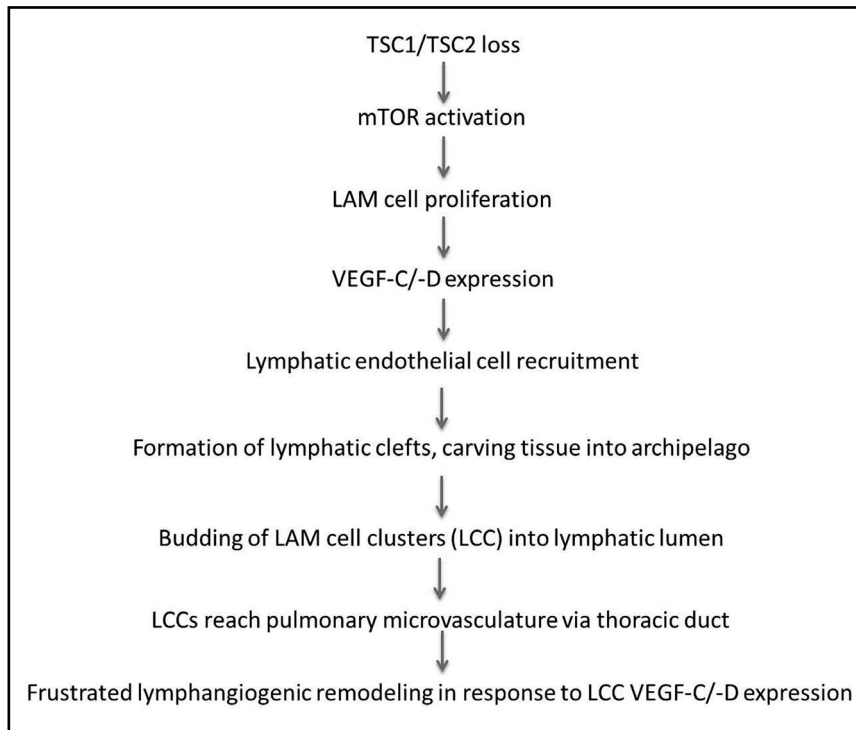 TSC1/TSC2 loss
mTOR activation
LAM cell proliferation
VEGF-C/-D expression
Lymphatic endothelial cell recruitment
Formation of lymphatic clefts, carving tissue into archipelago
Budding of LAM cell clusters (LCC) into lymphatic lumen
LCCs reach pulmonary microvasculature via thoracic duct
Frustrated lymphangiogenic remodeling in response to LCC VEGF-C/-D expression